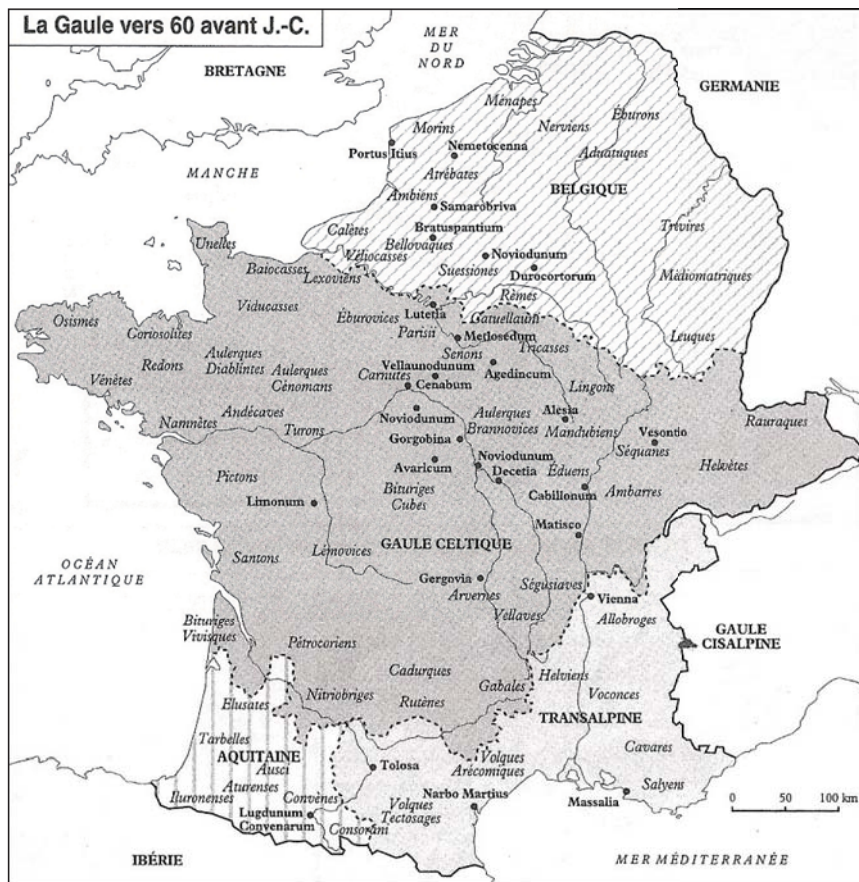 La Gaule vers 60 avant J.-C.
MER
DU
NORD
BRETAGNE
GERMANIE
Ménapes
Éburons
Morins
Nerviens
Portus Itius
Nemetocenna
Aduatuques
MANCHE
Atrébates
BELGIQUE
Ambiens
Samarobriva
Trévires
Calètes
Bratuspantium
Bellovaques
Unelles
Véliocasses
Noviodunum
Médiomatriques
Baiocasses
Suessiones
Durocortorum
Lexoviens
Rèmes
Viducasses
Lutetia
Catuellauni
Leuques
Osismes
Éburovices
Parisii
Metlosedum
Coriosolites
Senons
Tricasses
Redons
Aulerques
Diablintes
Aulerques
Cénomans
Vellaunodunum
Carnutes
Cenabum
Agedincum
Lingons
Vénètes
Andécaves
Noviodunum
Aulerques
Brannovices
Alesia
Mandubiens
Rauraques
Namnètes
Turons
Gorgobina
Vesontio
Séquanes
Helvètes
Pictons
Avaricum
Noviodunum
Decetia
Éduens
Bituriges
Cubes
Cabillonum
Ambarres
Limonum
Matisco
OCÉAN
ATLANTIQUE
Santons
Lémovices
GAULE CELTIQUE
Gergovia
Arvernes
Ségusiaves
Vienna
Vellaves
Allobroges
Bituriges
Vivisques
GAULE
CISALPINE
Pétrocoriens
Cadurques
Helviens
Gabales
Nitriobriges
Rutènes
Voconces
Elusates
TRANSALPINE
Tarbelles
AQUITAINE
Ausci
Tolosa
Volques
Arécomiques
Cavares
Aturenses
Iluronenses
Convènes
Volques
Tectosages
Narbo Martius
Massalia
Salyens
0 50 100 km
Lugdunum
Convenarum
Consorani
IBÉRIE
MER MÉDITERRANÉE